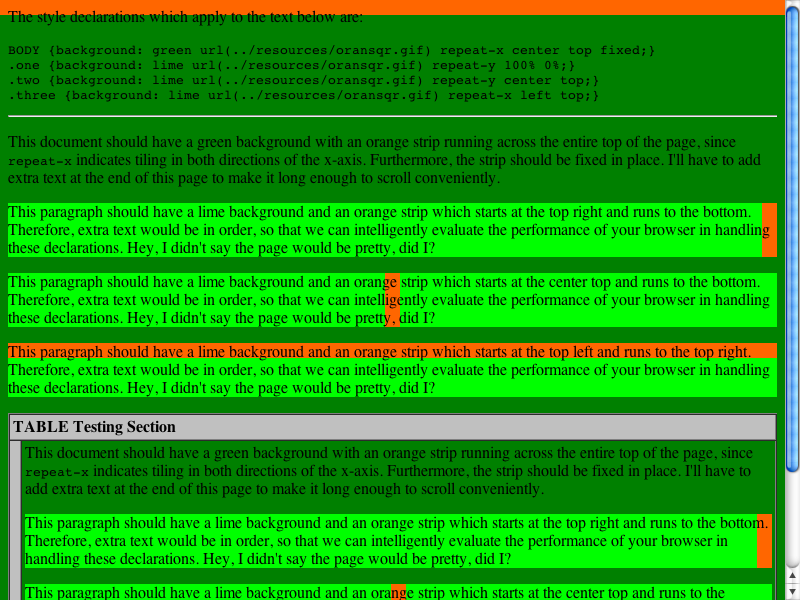 The style declarations which apply to the text below are:
BODY {background: green url(../resources/oransqr.gif) repeat-x center top fixed;}
.one {background: lime url(../resources/oransqr.gif) repeat-y 100% 0%;}
.two {background: lime url(../resources/oransqr.gif) repeat-y center top;}
.three {background: lime url(../resources/oransqr.gif) repeat-x left top;}
This document should have a green background with an orange strip running across the entire top of the page, since
repeat-x indicates tiling in both directions of the x-axis. Furthermore, the strip should be fixed in place. I'll have to add
extra text at the end of this page to make it long enough to scroll conveniently.
This paragraph should have a lime background and an orange strip which starts at the top right and runs to the bottom.
Therefore, extra text would be in order, so that we can intelligently evaluate the performance of your browser in handling
these declarations. Hey, I didn't say the page would be pretty, did I?
This paragraph should have a lime background and an orange strip which starts at the center top and runs to the bottom.
Therefore, extra text would be in order, so that we can intelligently evaluate the performance of your browser in handling
these declarations. Hey, I didn't say the page would be pretty, did I?
This paragraph should have a lime background and an orange strip which starts at the top left and runs to the top right.
Therefore, extra text would be in order, so that we can intelligently evaluate the performance of your browser in handling
these declarations. Hey, I didn't say the page would be pretty, did I?
TABLE Testing Section
This document should have a green background with an orange strip running across the entire top of the page, since
repeat-x indicates tiling in both directions of the x-axis. Furthermore, the strip should be fixed in place. I'll have to
add extra text at the end of this page to make it long enough to scroll conveniently.
This paragraph should have a lime background and an orange strip which starts at the top right and runs to the bottom.
Therefore, extra text would be in order, so that we can intelligently evaluate the performance of your browser in
handling these declarations. Hey, I didn't say the page would be pretty, did I?
This paragraph should have a lime background and an orange strip which starts at the center top and runs to the